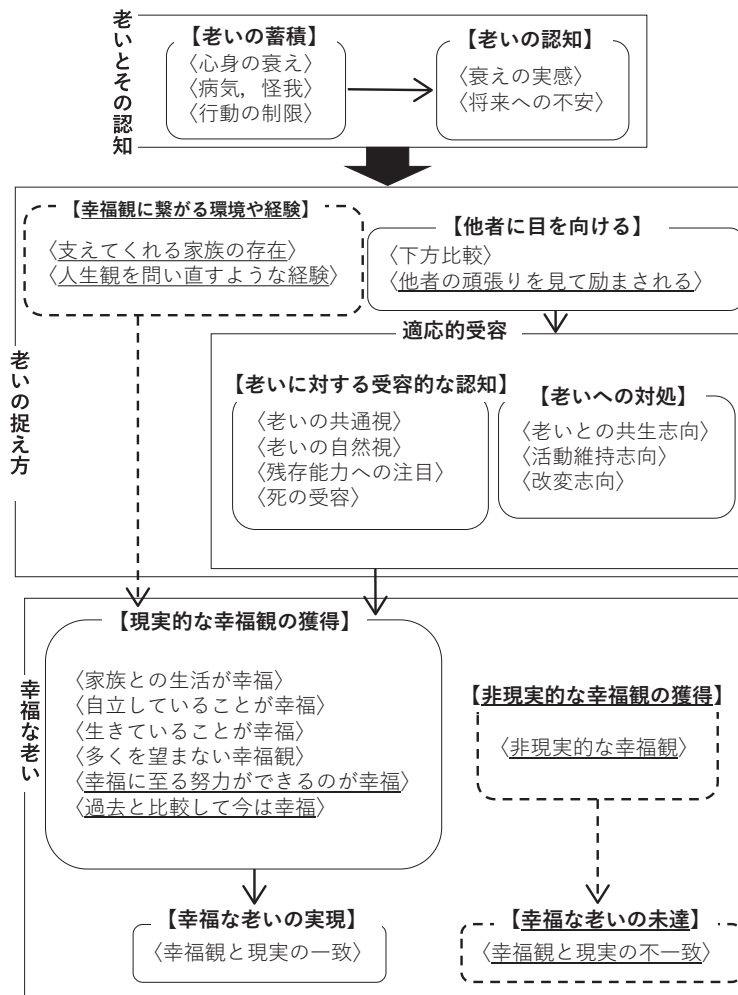 老いとその認知
【老いの蓄積】
〈心身の衰え〉
〈病気，怪我〉
〈行動の制限〉
【老いの認知】
〈衰えの実感〉
〈将来への不安〉
老いの捉え方
【幸福観に繋がる環境や経験】
〈支えてくれる家族の存在〉
〈人生観を問い直すような経験〉
【他者に目を向ける】
〈下方比較〉
〈他者の頑張りを見て励まされる〉
適応的受容
【老いに対する受容的な認知】
〈老いの共通視〉
〈老いの自然視〉
〈残存能力への注目〉
〈死の受容〉
【老いへの対処】
〈老いとの共生志向〉
〈活動維持志向〉
〈改変志向〉
幸福な老い
【現実的な幸福観の獲得】
〈家族との生活が幸福〉
〈自立していることが幸福〉
〈生きていることが幸福〉
〈多くを望まない幸福観〉
〈幸福に至る努力ができるのが幸福〉
〈過去と比較して今は幸福〉
【非現実的な幸福観の獲得】
〈非現実的な幸福観〉
【幸福な老いの実現】
〈幸福観と現実の一致〉
【幸福な老いの未達】
〈幸福観と現実の不一致〉